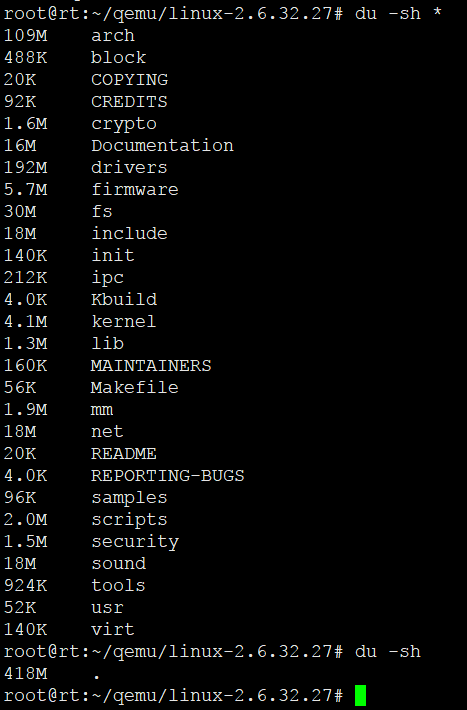 root@rt:~/qemu/linux-2.6.32.27# du -sh *
109M    arch
488K    block
20K     COPYING
92K     CREDITS
1.6M    crypto
16M     Documentation
192M    drivers
5.7M    firmware
30M     fs
18M     include
140K    init
212K    ipc
4.0K    Kbuild
4.1M    kernel
1.3M    lib
160K    MAINTAINERS
56K     Makefile
1.9M    mm
18M     net
20K     README
4.0K    REPORTING-BUGS
96K     samples
2.0M    scripts
1.5M    security
18M     sound
924K    tools
52K     usr
140K    virt
root@rt:~/qemu/linux-2.6.32.27# du -sh
418M    .
root@rt:~/qemu/linux-2.6.32.27#